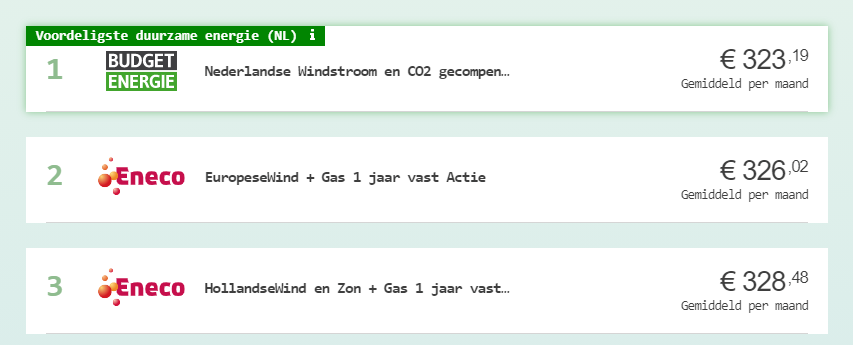 Voordeligste duurzame energie (NL) i
1
BUDGET
ENERGIE
Nederlandse Windstroom en CO2 gecompen…
€ 323,19
Gemiddeld per maand
2
Eneco
EuropeseWind + Gas 1 jaar vast Actie
€ 326,02
Gemiddeld per maand
3
Eneco
HollandseWind en Zon + Gas 1 jaar vast…
€ 328,48
Gemiddeld per maand